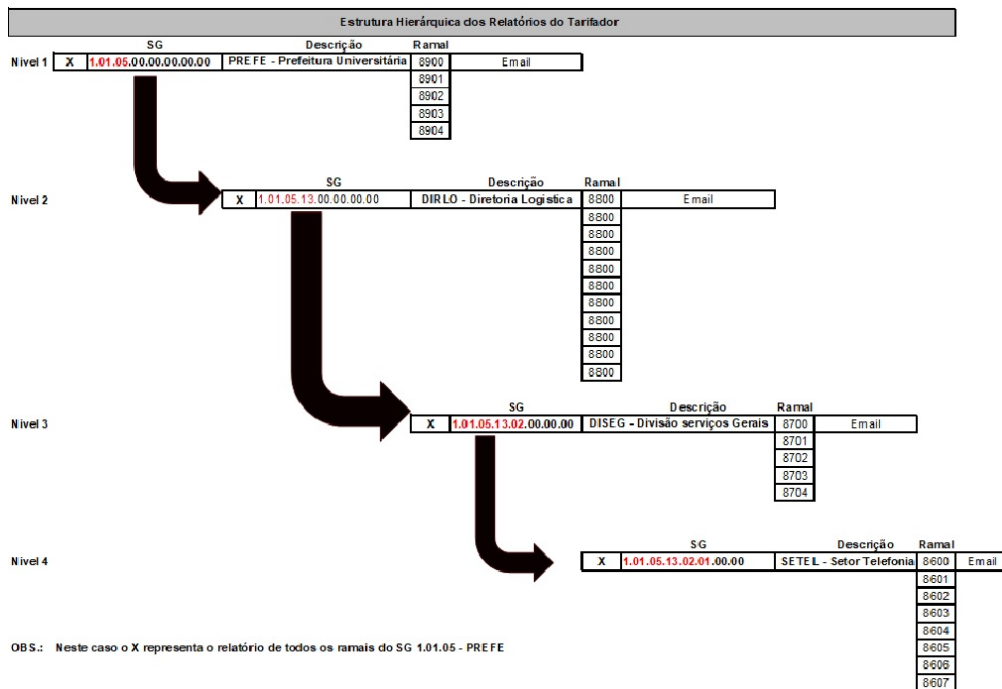 Estrutura Hierárquica dos Relatórios do Tarifador
SG Descrição Ramal
Nivel 1 X 1.01.05.00.00.00.00.00 PREFE - Prefeitura Universitária 8900 Email
8901
8902
8903
8904
SG Descrição Ramal
Nivel 2 X 1.01.05.13.00.00.00.00 DIRLO - Diretoria Logistica 8800 Email
8800
8800
8800
8800
8800
8800
8800
8800
8800
8800
SG Descrição Ramal
Nivel 3 X 1.01.05.13.02.00.00.00 DISEG - Divisão serviços Gerais 8700 Email
8701
8702
8703
8704
SG Descrição Ramal
Nivel 4 X 1.01.05.13.02.01.00.00 SETEL - Setor Telefonia 8600 Email
8601
8602
8603
8604
OBS.: Neste caso o X representa o relatório de todos os ramais do SG 1.01.05 - PREFE
8605
8606
8607